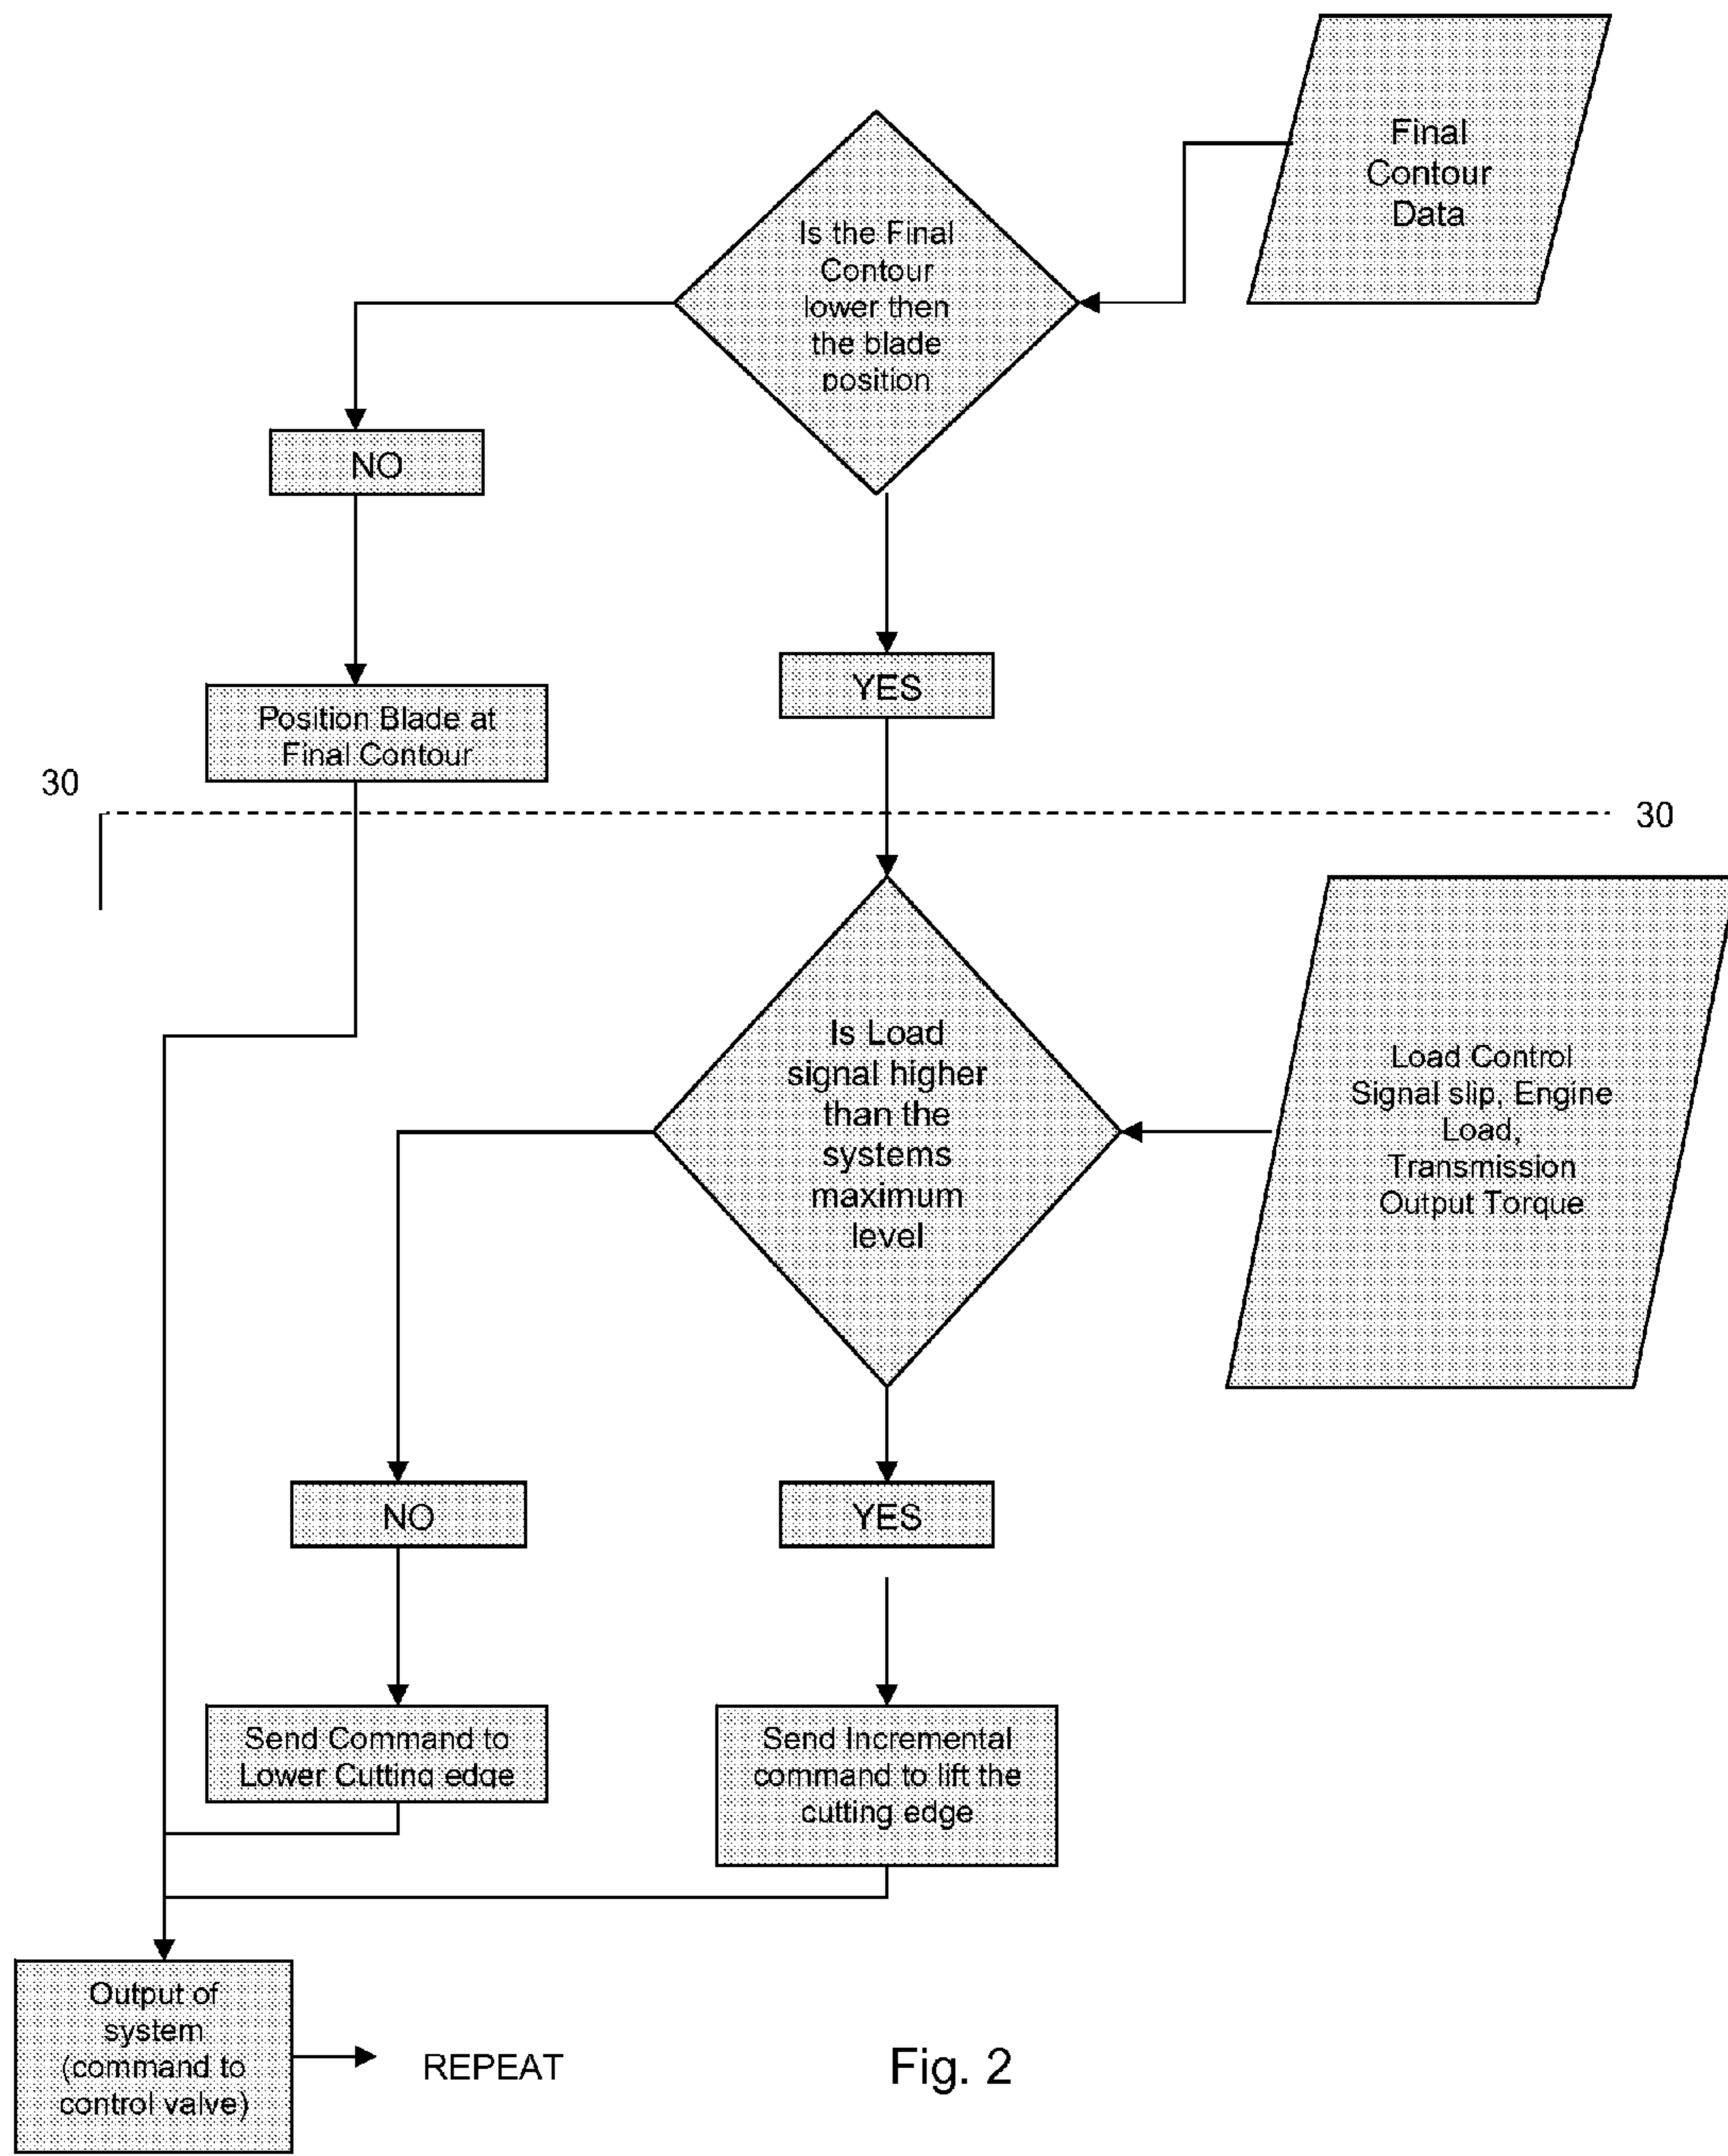 Final
Contour
Data
Is the Final
Contour
lower then
the blade
position
NO
YES
Position Blade at
Final Contour
30
30
Is Load
signal higher
than the
systems
maximum
level
Load Control
Signal slip, Engine
Load,
Transmission
Output Torque
NO
YES
Send Command to
Lower Cutting edge
Send Incremental
command to lift the
cutting edge
Output of
system
(command to
control valve)
REPEAT
Fig. 2